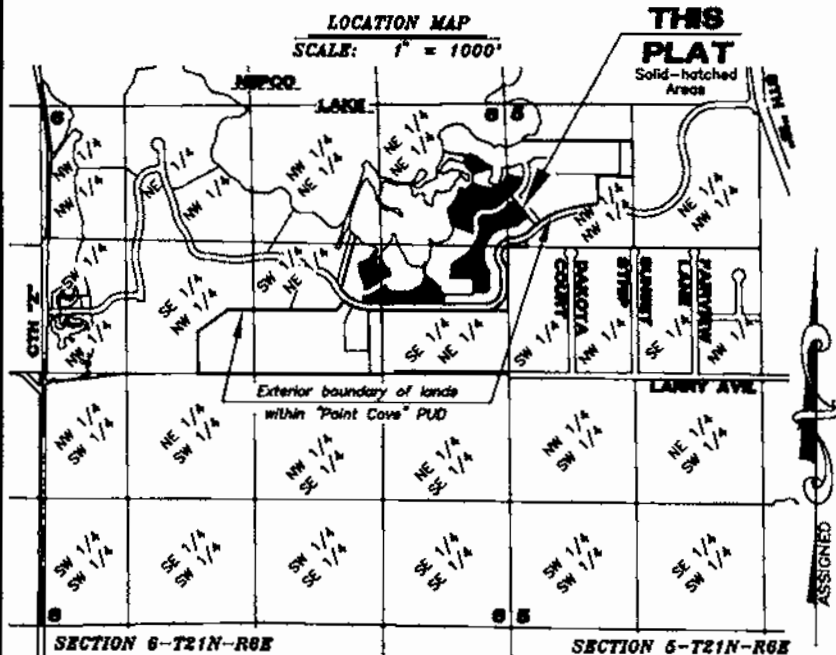 LOCATION MAP
SCALE: 1" = 1000'
THIS
PLAT
Solid-hatched
Areas
NEPCO
LAKE
6
6 5
NW 1/4
NW 1/4
NE 1/4
NW 1/4
NW 1/4
NE 1/4
NE 1/4
NE 1/4
NW 1/4
NW 1/4
NE 1/4
NW 1/4
SW 1/4
NW 1/4
SE 1/4
NW 1/4
SW 1/4
NE 1/4
SE 1/4
NE 1/4
SW 1/4
NW 1/4
SE 1/4
NW 1/4
CTH "Z"
DAKOTA
COURT
SUNSET
STRIP
FAIRVIEW
LANE
LARRY AVE.
Exterior boundary of lands
within "Point Cove" PUD
NW 1/4
SW 1/4
NE 1/4
SW 1/4
NW 1/4
SE 1/4
NE 1/4
SE 1/4
NW 1/4
SW 1/4
NE 1/4
SW 1/4
SW 1/4
SW 1/4
SE 1/4
SW 1/4
SW 1/4
SE 1/4
SE 1/4
SE 1/4
SW 1/4
SW 1/4
SE 1/4
SW 1/4
6
6 5
ASSIGNED
SECTION 6-T21N-R6E
SECTION 5-T21N-R6E